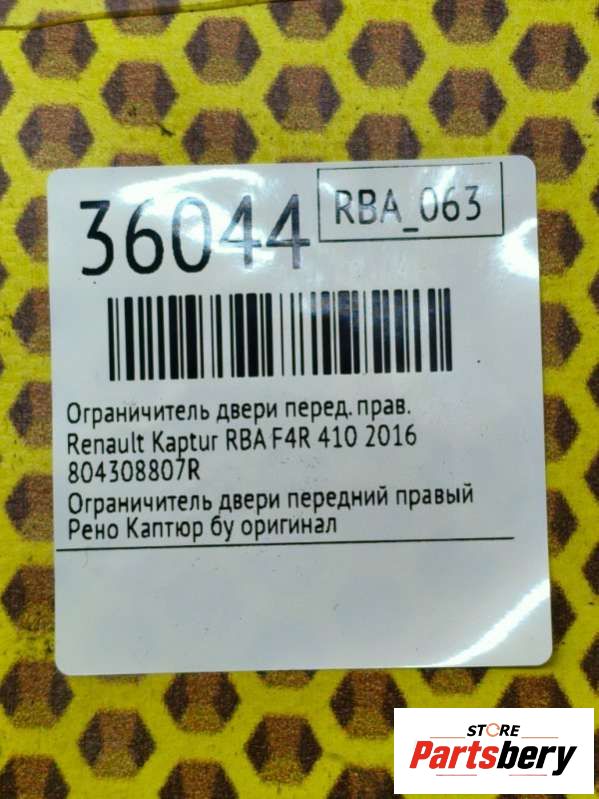 36044
RBA_063
Ограничитель двери перед. прав.
Renault Kaptur RBA F4R 410 2016
804308807R
Ограничитель двери передний правый
Рено Каптюр бу оригинал
STORE
Partsbery